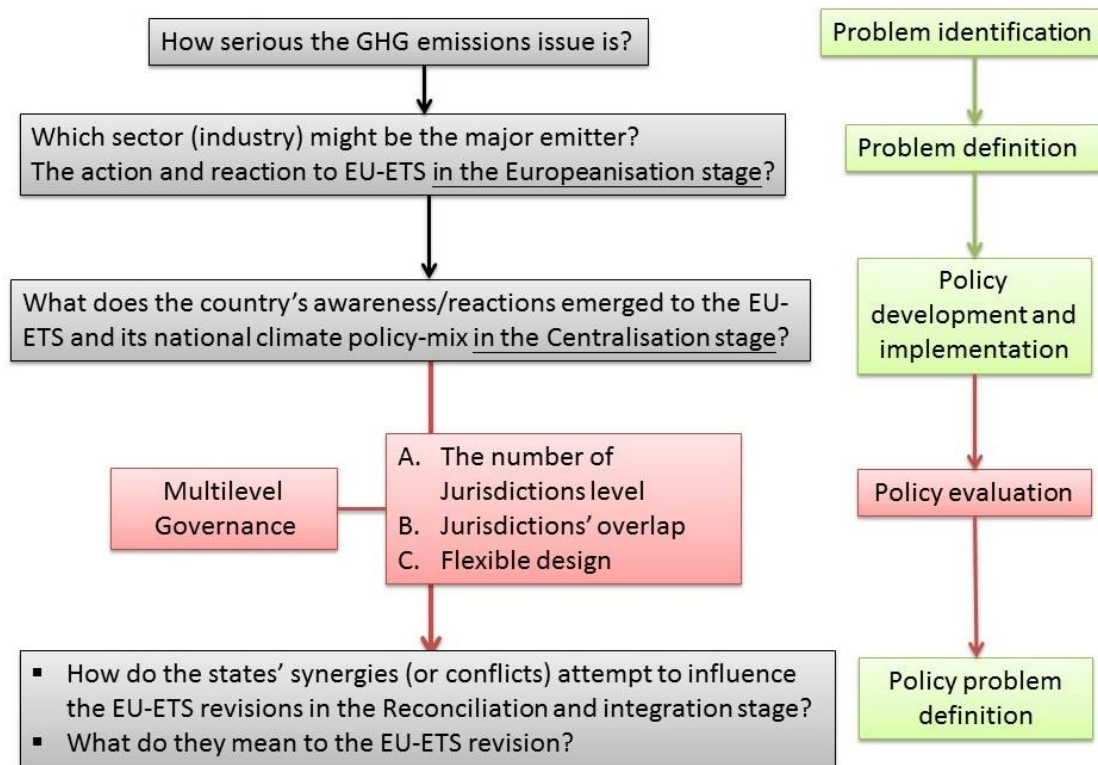 How serious the GHG emissions issue is?
Problem identification
Which sector (industry) might be the major emitter?
The action and reaction to EU-ETS in the Europeanisation stage?
Problem definition
What does the country’s awareness/reactions emerged to the EU-
ETS and its national climate policy-mix in the Centralisation stage?
Policy
development and
implementation
Multilevel
Governance
A. The number of
Jurisdictions level
B. Jurisdictions’ overlap
C. Flexible design
Policy evaluation
▪ How do the states’ synergies (or conflicts) attempt to influence
the EU-ETS revisions in the Reconciliation and integration stage?
▪ What do they mean to the EU-ETS revision?
Policy problem
definition